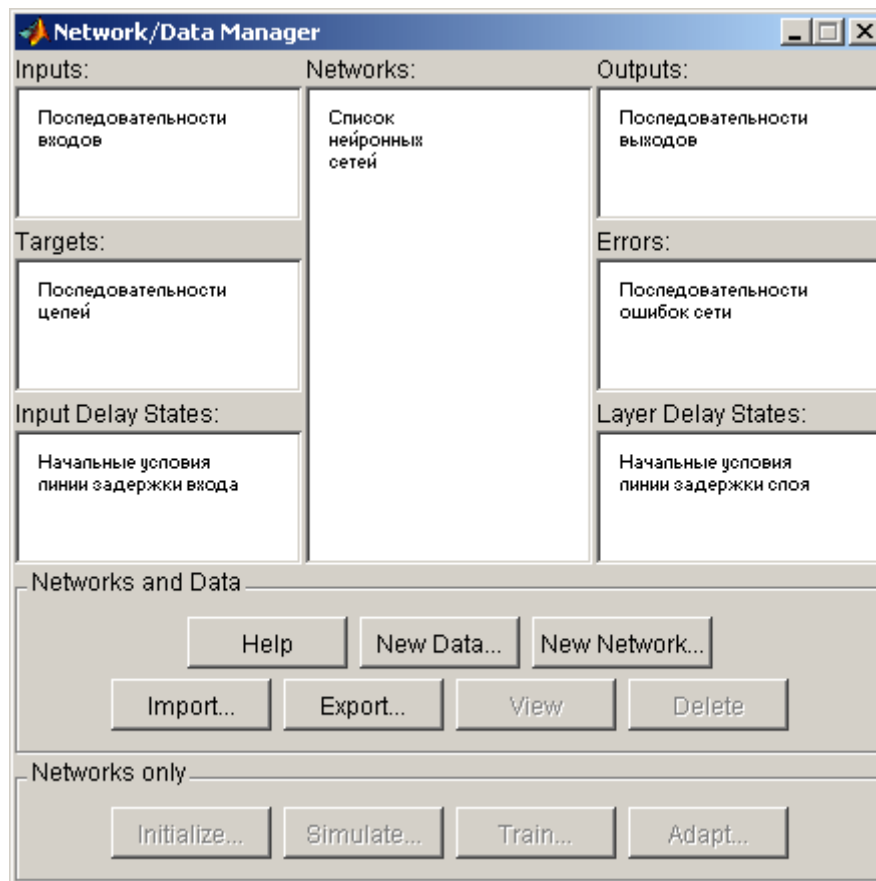 Network/Data Manager
Inputs:
Networks:
Outputs:
Последовательности
входов
Список
нейронных
сетей
Последовательности
выходов
Targets:
Errors:
Последовательности
целей
Последовательности
ошибок сети
Input Delay States:
Layer Delay States:
Начальные условия
линии задержки входа
Начальные условия
линии задержки слоя
Networks and Data
Help
New Data...
New Network...
Import...
Export...
View
Delete
Networks only
Initialize...
Simulate...
Train...
Adapt...